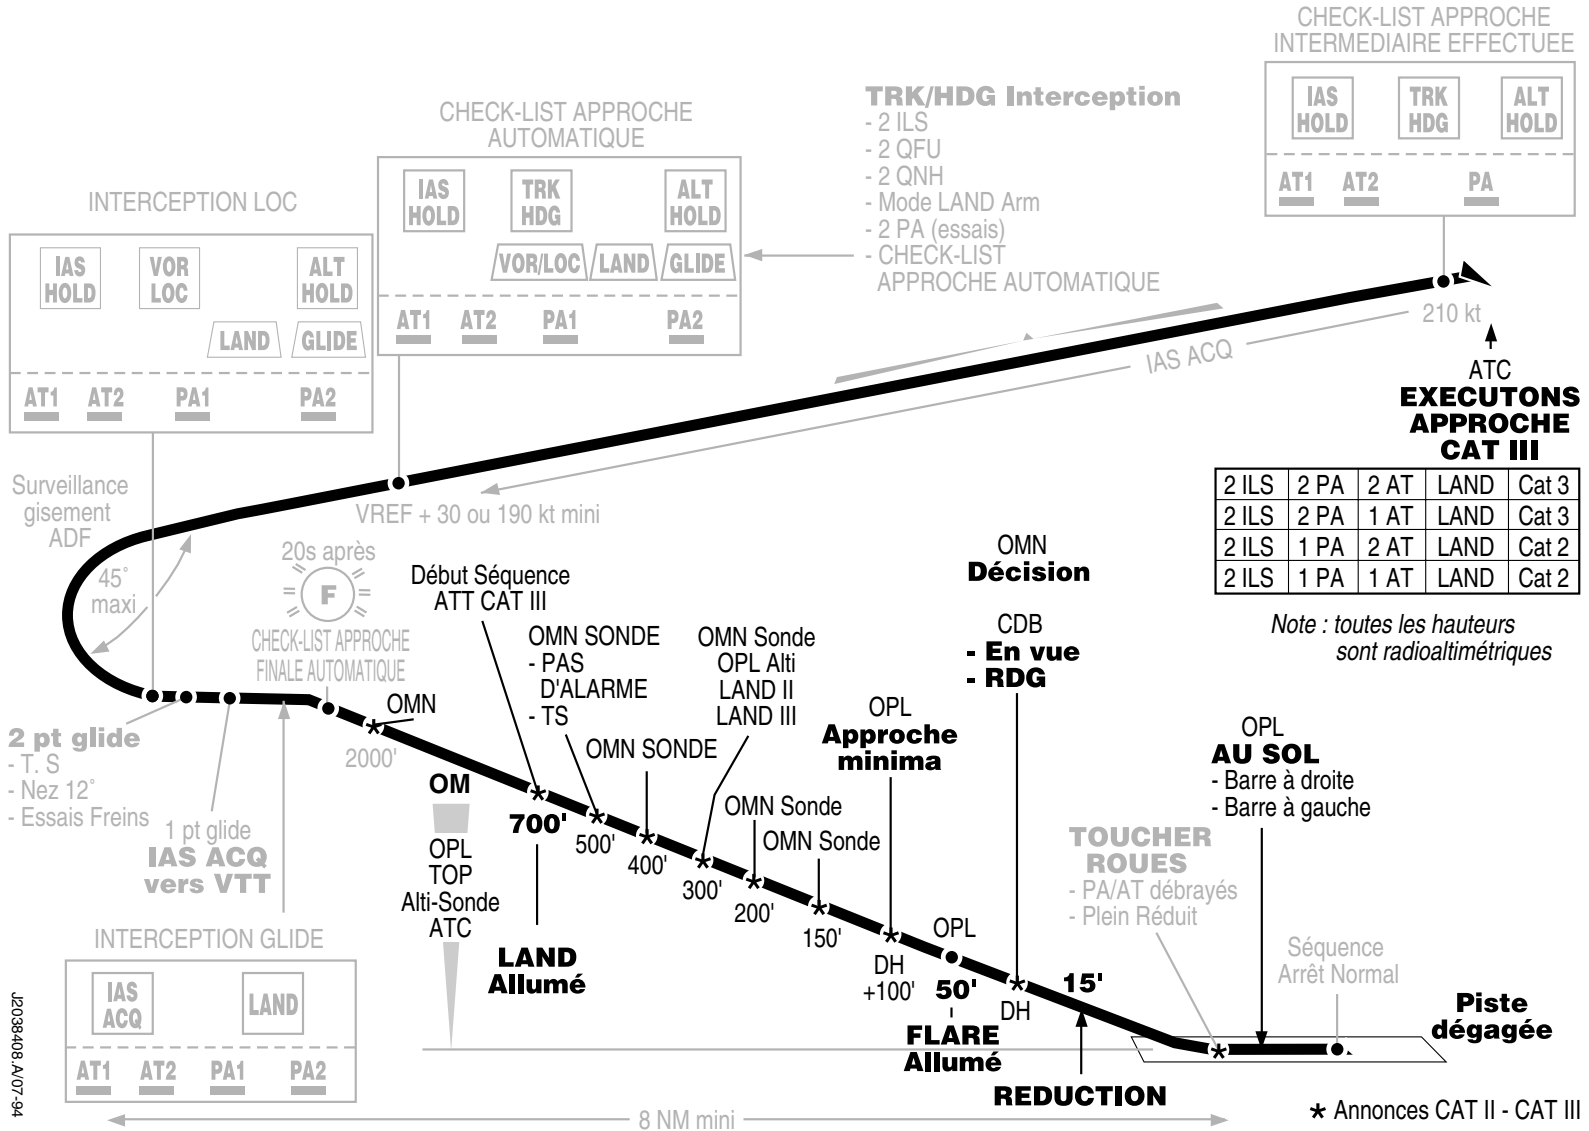 CHECK-LIST APPROCHE
INTERMEDIAIRE EFFECTUEE
IAS
HOLD
TRK
HDG
ALT
HOLD
AT1
AT2
PA
TRK/HDG Interception
- 2 ILS
- 2 QFU
- 2 QNH
- Mode LAND Arm
- 2 PA (essais)
- CHECK-LIST
APPROCHE AUTOMATIQUE
CHECK-LIST APPROCHE
AUTOMATIQUE
IAS
HOLD
TRK
HDG
ALT
HOLD
VOR/LOC
LAND
GLIDE
AT1
AT2
PA1
PA2
INTERCEPTION LOC
IAS
HOLD
VOR
LOC
ALT
HOLD
LAND
GLIDE
AT1
AT2
PA1
PA2
210 kt
IAS ACQ
ATC
EXECUTONS
APPROCHE
CAT III
2 ILS 2 PA 2 AT LAND Cat 3
2 ILS 2 PA 1 AT LAND Cat 3
2 ILS 1 PA 2 AT LAND Cat 2
2 ILS 1 PA 1 AT LAND Cat 2
Note : toutes les hauteurs
sont radioaltimétriques
Surveillance
gisement
ADF
VREF + 30 ou 190 kt mini
45°
maxi
20s après
F
CHECK-LIST APPROCHE
FINALE AUTOMATIQUE
Début Séquence
ATT CAT III
OMN SONDE
- PAS
D'ALARME
- TS
OMN Sonde
OPL Alti
LAND II
LAND III
OMN
Décision
CDB
- En vue
- RDG
OMN
2000'
OMN SONDE
OPL
Approche
minima
OPL
AU SOL
- Barre à droite
- Barre à gauche
2 pt glide
- T. S
- Nez 12°
- Essais Freins
1 pt glide
IAS ACQ
vers VTT
OM
OPL
TOP
Alti-Sonde
ATC
700'
500'
400'
300'
200'
150'
OMN Sonde
OMN Sonde
LAND
Allumé
DH
+100'
OPL
50'
FLARE
Allumé
DH
15'
REDUCTION
TOUCHER
ROUES
- PA/AT débrayés
- Plein Réduit
Séquence
Arrêt Normal
Piste
dégagée
INTERCEPTION GLIDE
IAS
ACQ
LAND
AT1
AT2
PA1
PA2
8 NM mini
* Annonces CAT II - CAT III
J2038408.A/07-94